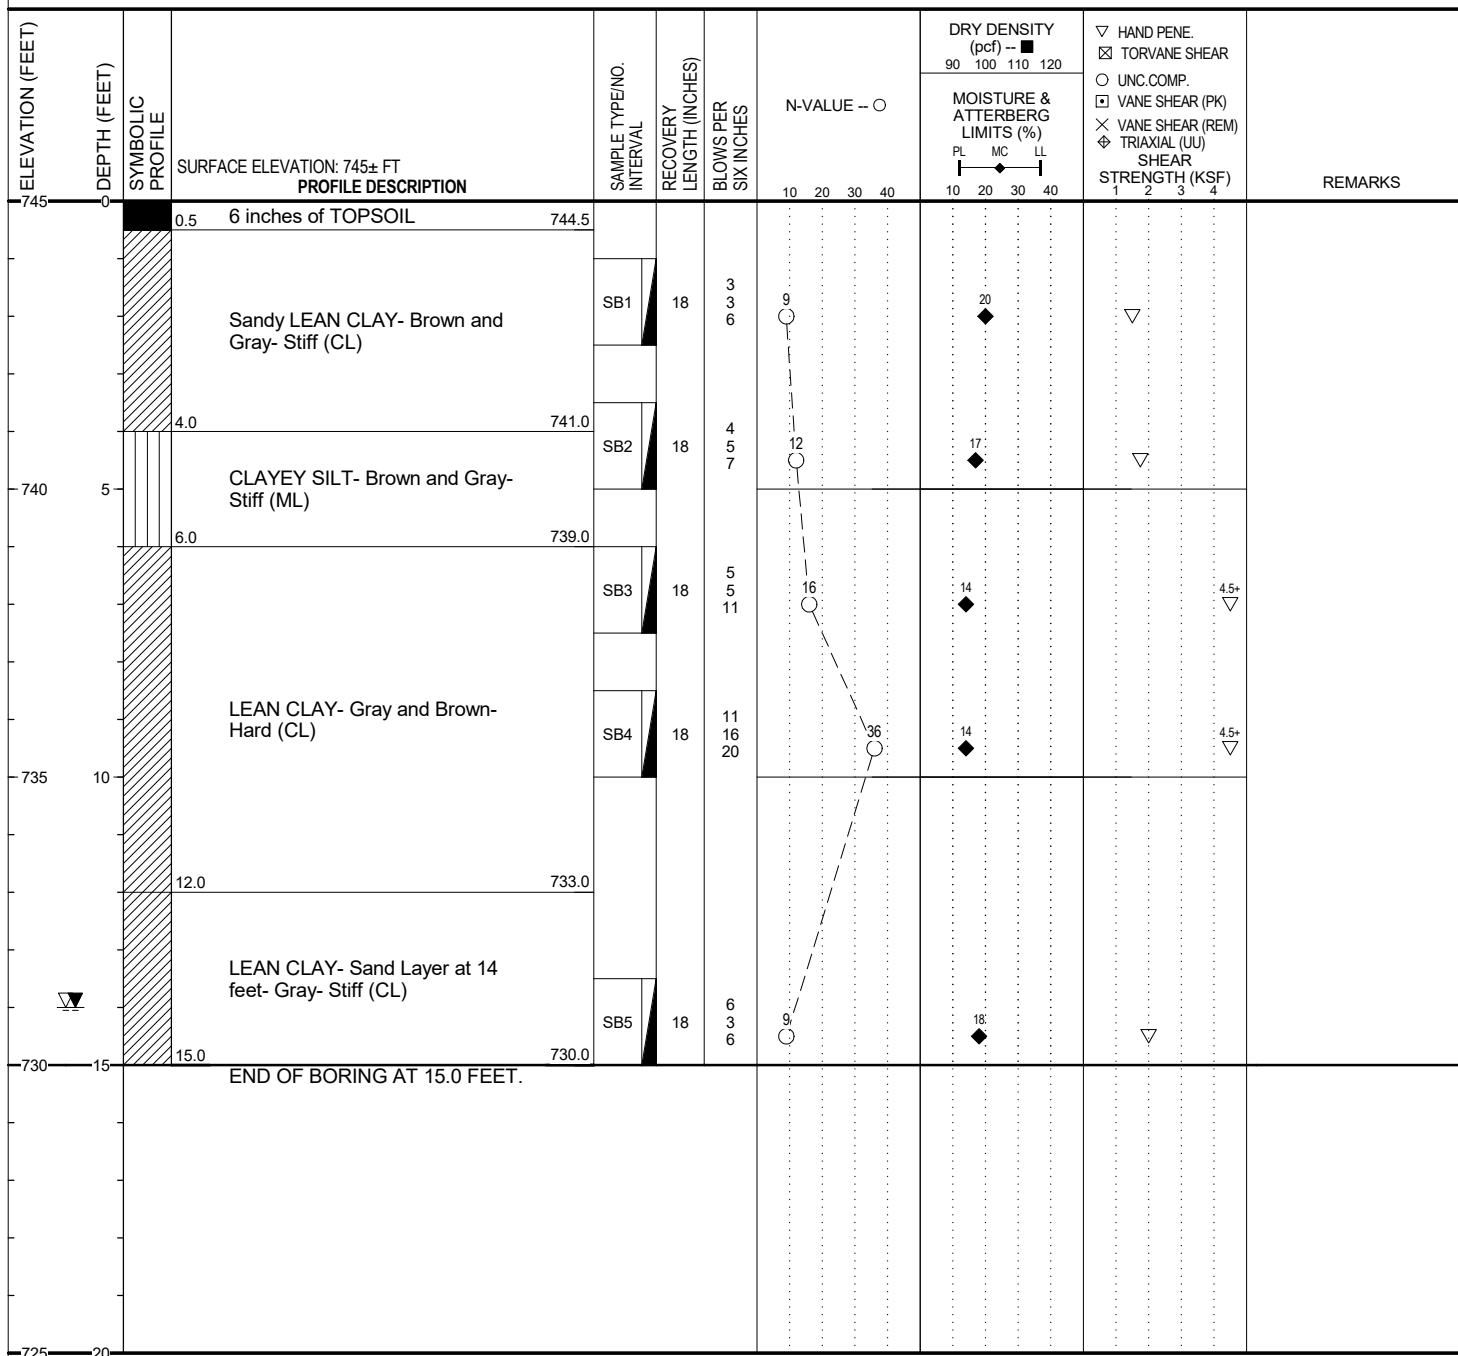 ELEVATION (FEET)
DEPTH (FEET)
SYMBOLIC
PROFILE
SURFACE ELEVATION: 745± FT
PROFILE DESCRIPTION
SAMPLE TYPE/NO.
INTERVAL
RECOVERY
LENGTH (INCHES)
BLOWS PER
SIX INCHES
N-VALUE -- ○
10 20 30 40
DRY DENSITY
(pcf) -- ■
90 100 110 120
MOISTURE &
ATTERBERG
LIMITS (%)
PL MC LL
10 20 30 40
▽ HAND PENE.
⊠ TORVANE SHEAR
○ UNC.COMP.
⊡ VANE SHEAR (PK)
× VANE SHEAR (REM)
TRIAXIAL (UU)
SHEAR
STRENGTH (KSF)
1 2 3 4
REMARKS
745 0
0.5 6 inches of TOPSOIL 744.5
Sandy LEAN CLAY- Brown and
Gray- Stiff (CL)
SB1 18
3
3
6
9 20
4.0 741.0
SB2 18
4
5
7
12 17
CLAYEY SILT- Brown and Gray-
Stiff (ML)
740 5
6.0 739.0
SB3 18
5
5
11
16 14 4.5+
LEAN CLAY- Gray and Brown-
Hard (CL)
SB4 18
11
16
20
36 14 4.5+
735 10
12.0 733.0
LEAN CLAY- Sand Layer at 14
feet- Gray- Stiff (CL)
SB5 18
6
3
6
9 18
15.0 730.0
730 15
END OF BORING AT 15.0 FEET.
725 20